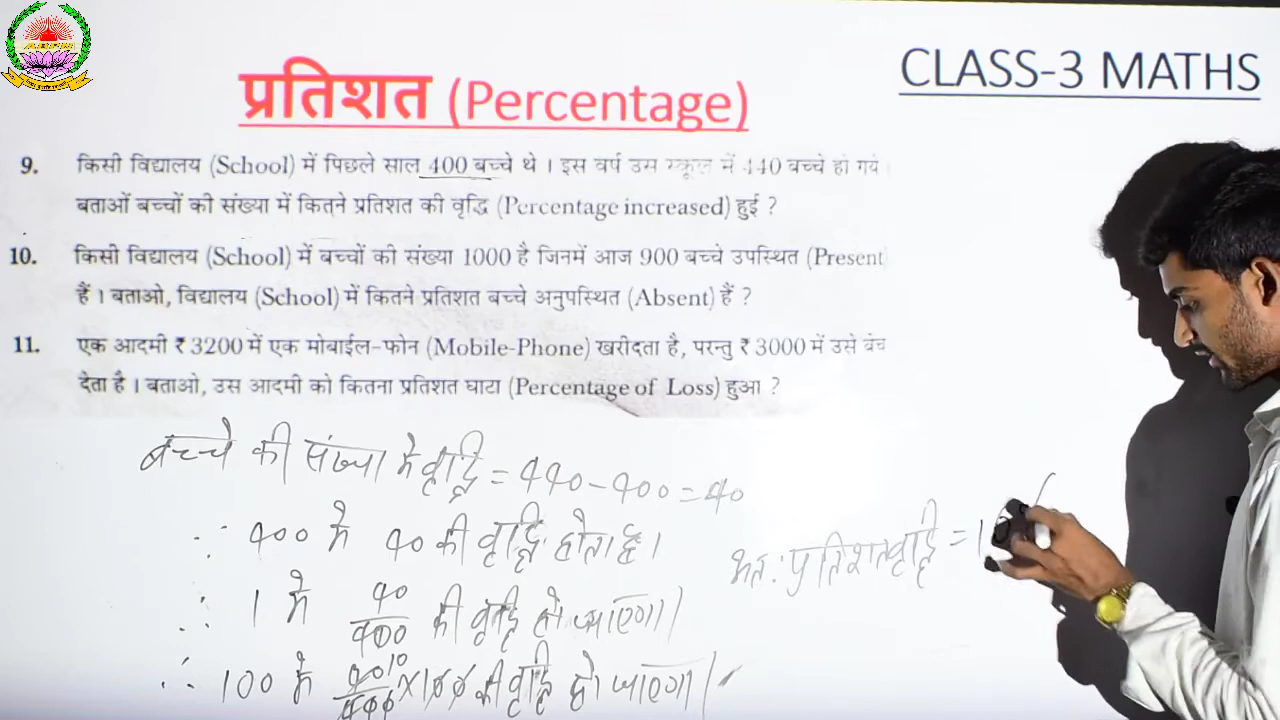 प्रतिशत (Percentage)
CLASS-3 MATHS
9. किसी विद्यालय (School) में पिछले साल 400 बच्चे थे । इस वर्ष उस स्कूल में 440 बच्चे हो गये ।
बताओं बच्चों की संख्या में कितने प्रतिशत की वृद्धि (Percentage increased) हुई ?
10. किसी विद्यालय (School) में बच्चों की संख्या 1000 है जिनमें आज 900 बच्चे उपस्थित (Present
हैं । बताओ, विद्यालय (School) में कितने प्रतिशत बच्चे अनुपस्थित (Absent) हैं ?
11. एक आदमी ₹ 3200 में एक मोबाईल-फोन (Mobile-Phone) खरीदता है, परन्तु ₹ 3000 में उसे बेच
देता है । बताओ, उस आदमी को कितना प्रतिशत घाटा (Percentage of Loss) हुआ ?
बच्चे की संख्या में वृद्धि = 440 - 400 = 40
∵ 400 में 40 की वृद्धि होता है ।
∴ 1 में 40/400 की वृद्धि हो जाएगा ।
∴ 100 में 40/400 × 100 की वृद्धि हो जाएगा ।
अतः प्रतिशत वृद्धि = 1